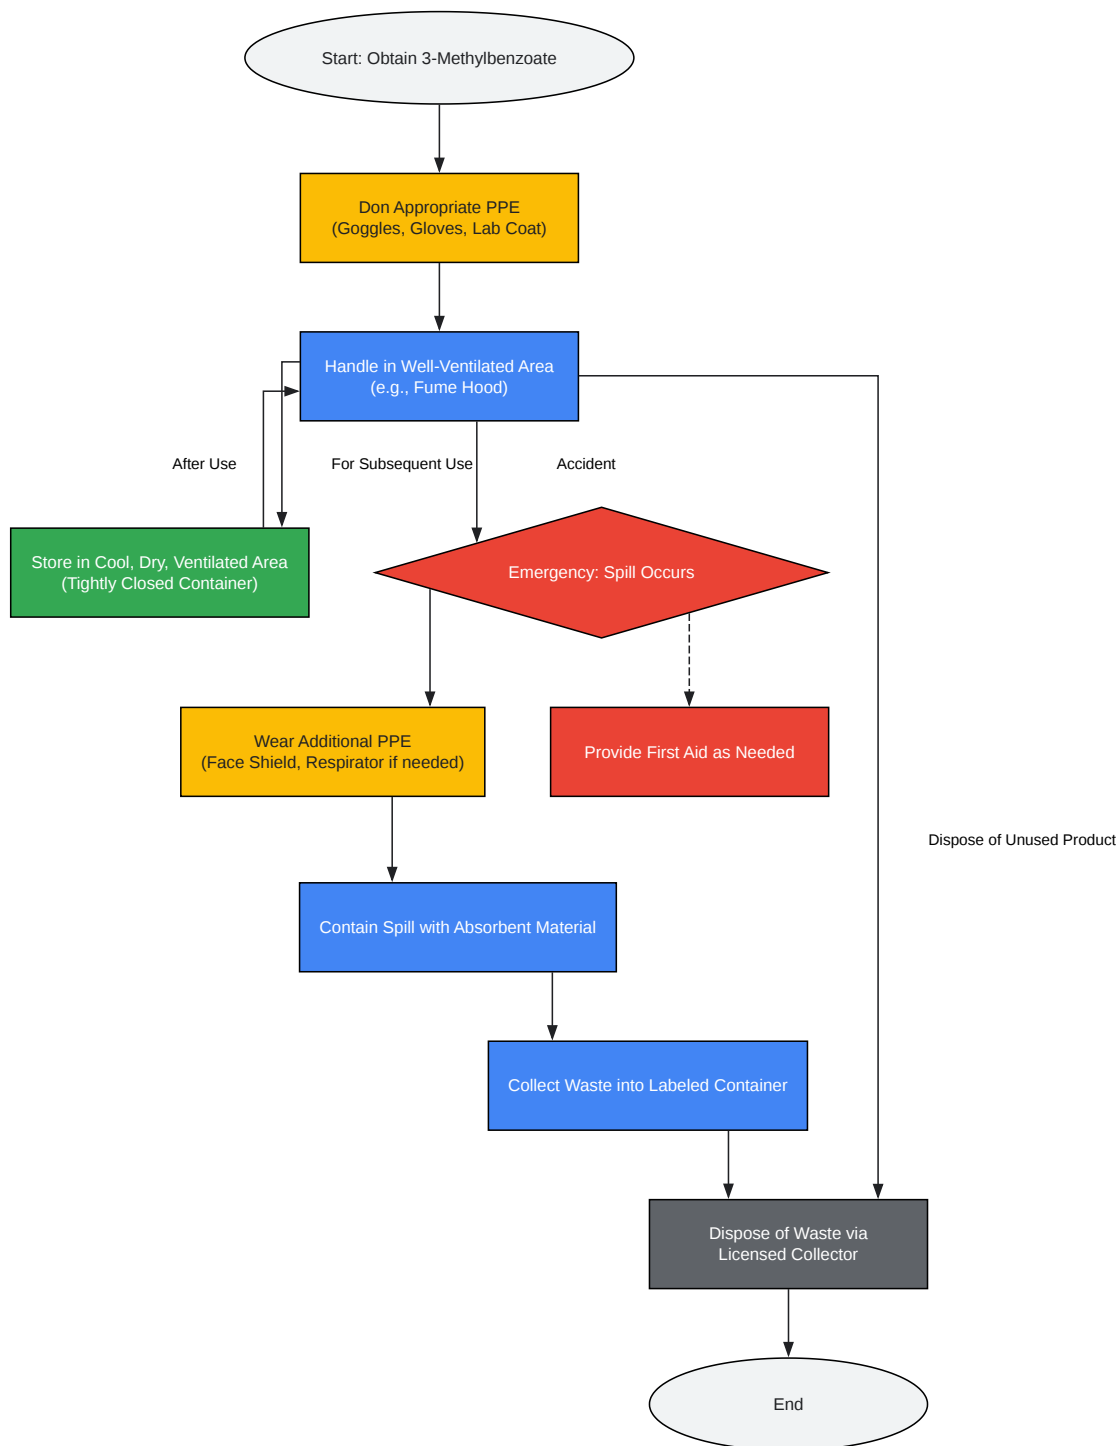 Start: Obtain 3-Methylbenzoate
Don Appropriate PPE
(Goggles, Gloves, Lab Coat)
Handle in Well-Ventilated Area
(e.g., Fume Hood)
After Use
For Subsequent Use
Accident
Store in Cool, Dry, Ventilated Area
(Tightly Closed Container)
Emergency: Spill Occurs
Wear Additional PPE
(Face Shield, Respirator if needed)
Provide First Aid as Needed
Dispose of Unused Product
Contain Spill with Absorbent Material
Collect Waste into Labeled Container
Dispose of Waste via
Licensed Collector
End